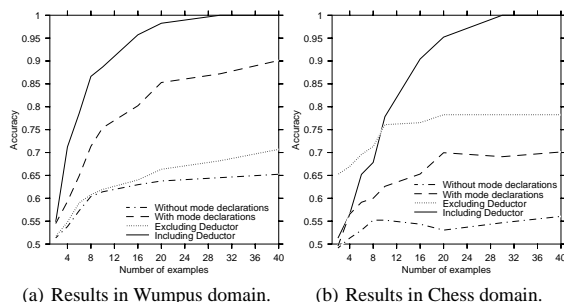 1
0.95
0.9
0.85
0.8
0.75
0.7
0.65
0.6
0.55
0.5
Accuracy
4 8 12 16 20 24 28 32 36 40
Number of examples
Without mode declarations
With mode declarations
Excluding Deductor
Including Deductor
(a) Results in Wumpus domain.
1
0.95
0.9
0.85
0.8
0.75
0.7
0.65
0.6
0.55
0.5
Accuracy
4 8 12 16 20 24 28 32 36 40
Number of examples
Without mode declarations
With mode declarations
Excluding Deductor
Including Deductor
(b) Results in Chess domain.